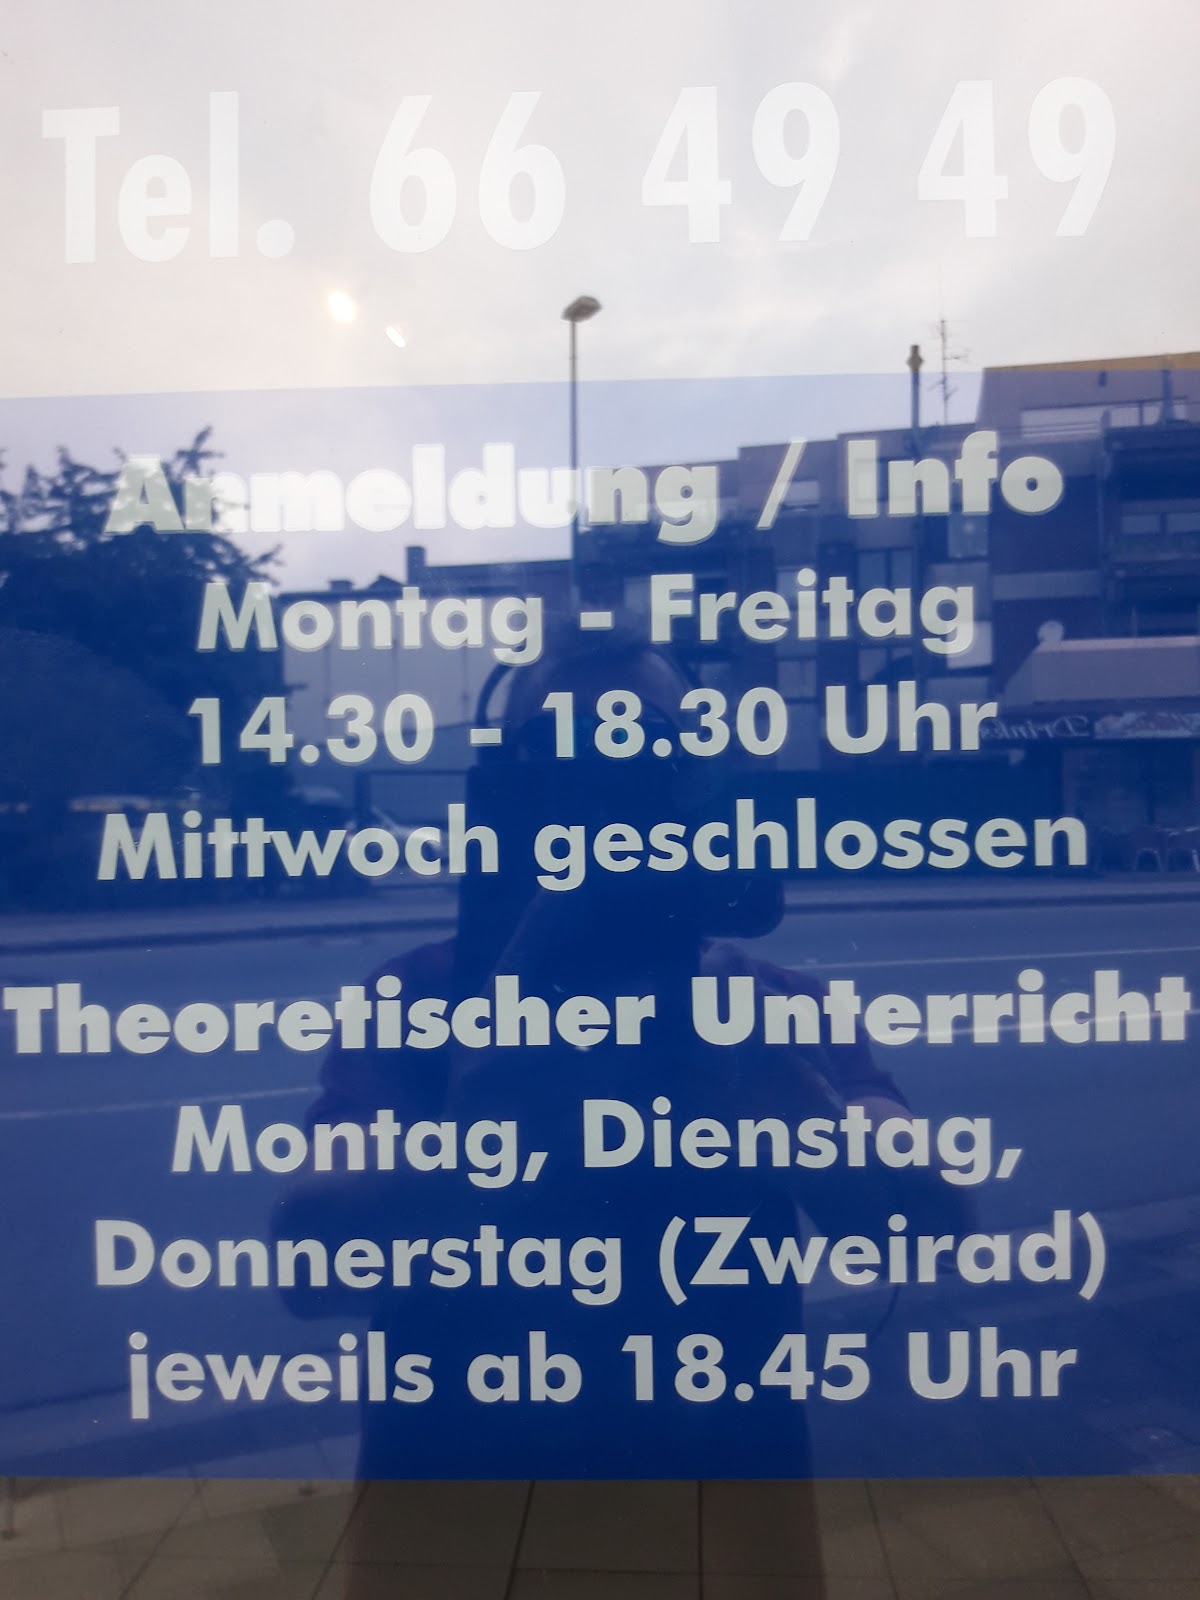 Tel. 66 49 49
Anmeldung / Info
Montag - Freitag
14.30 - 18.30 Uhr
Mittwoch geschlossen
Theoretischer Unterricht
Montag, Dienstag,
Donnerstag (Zweirad)
jeweils ab 18.45 Uhr
Drinks